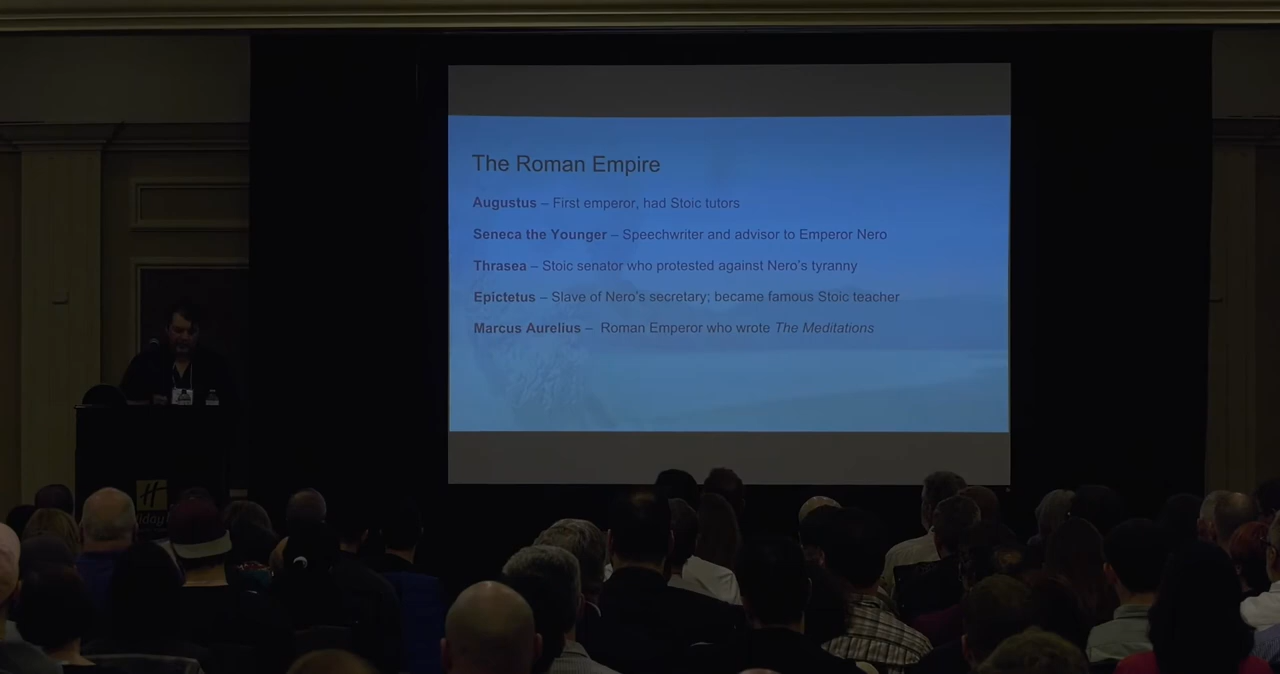 The Roman Empire
Augustus – First emperor, had Stoic tutors
Seneca the Younger – Speechwriter and advisor to Emperor Nero
Thrasea – Stoic senator who protested against Nero's tyranny
Epictetus – Slave of Nero's secretary; became famous Stoic teacher
Marcus Aurelius –  Roman Emperor who wrote The Meditations
H